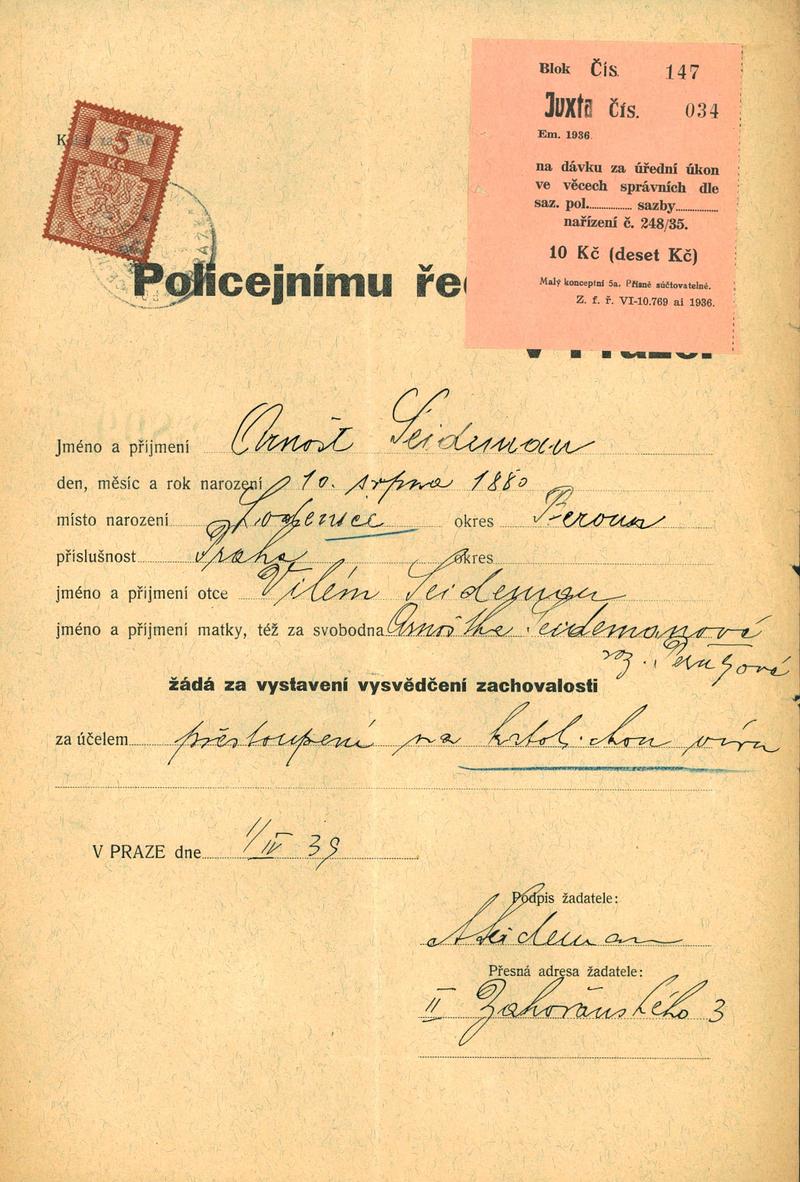 Blok Čís. 147
Juxta čís. 034
Em. 1936.
na dávku za úřední úkon
ve věcech správních dle
saz. pol. sazby
nařízení č. 248/35.
10 Kč (deset Kč)
Malý konceptní 5a. Přísně súčtovatelné.
Z. f. ř. VI-10.769 ai 1936.
5
Kč
Policejnímu ře
v Praze.
Jméno a příjmení Arnošt Seideman
den, měsíc a rok narození 10. srpna 1880
místo narození Loděnice okres Beroun
příslušnost Praha okres
jméno a příjmení otce Vilém Seideman
jméno a příjmení matky, též za svobodna Arnoštka Seidemanová
roz.
žádá za vystavení vysvědčení zachovalosti
za účelem přestoupení na katol. víru
V PRAZE dne 1/IV 39
Podpis žadatele:
ASeideman
Přesná adresa žadatele:
II Zahořanského 3